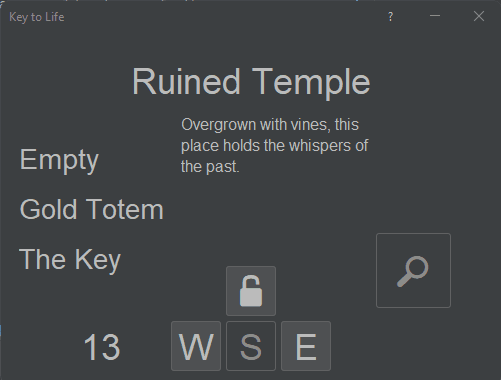 Key to Life
?
Ruined Temple
Overgrown with vines, this
place holds the whispers of
the past.
Empty
Gold Totem
The Key
13
W S E